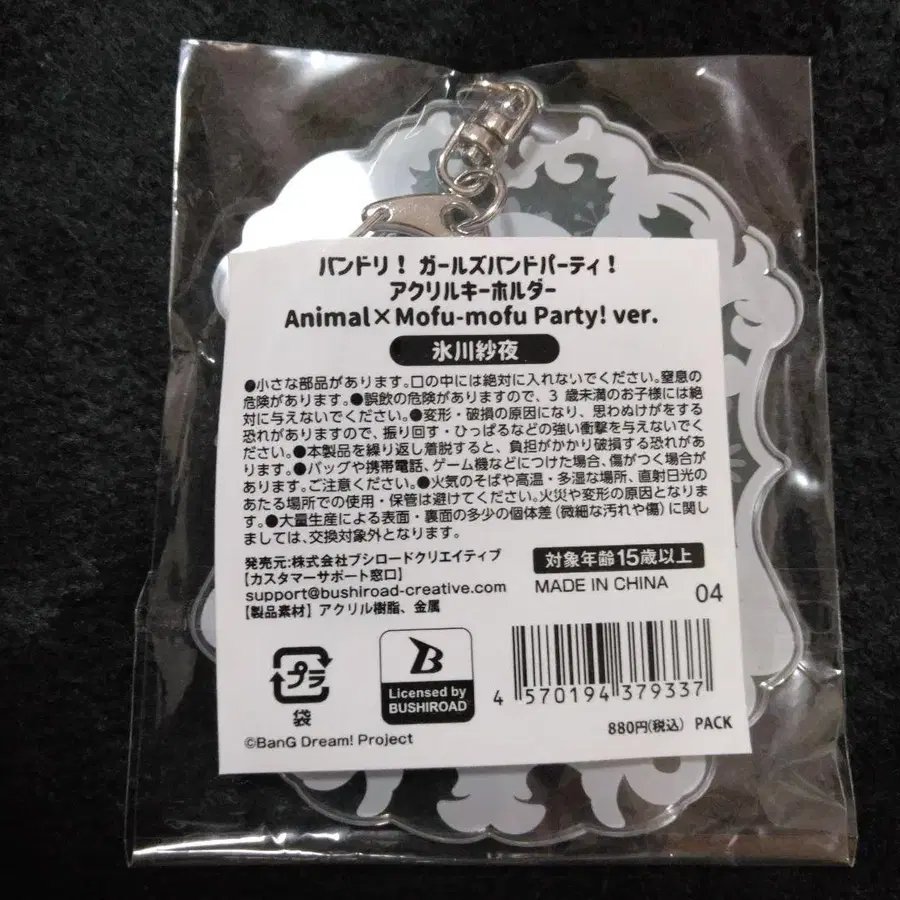 バンドリ！ ガールズバンドパーティ！
アクリルキーホルダー
Animal×Mofu-mofu Party! ver.
氷川紗夜
●小さな部品があります。口の中には絶対に入れないでください。窒息の
危険があります。●誤飲の危険がありますので、3 歳未満のお子様には絶
対に与えないでください。●変形・破損の原因になり、思わぬけがをする
恐れがありますので、振り回す・ひっぱるなどの強い衝撃を与えないでく
ださい。●本製品を繰り返し着脱すると、負担がかかり破損する恐れがあ
ります。●バッグや携帯電話、ゲーム機などにつけた場合、傷がつく場合が
あります。ご注意ください。●火気のそばや高温・多湿な場所、直射日光の
あたる場所での使用・保管は避けてください。火災や変形の原因となりま
す。●大量生産による表面・裏面の多少の個体差（微細な汚れや傷）に関し
ましては、交換対象外となります。
発売元:株式会社ブシロードクリエイティブ
【カスタマーサポート窓口】
support@bushiroad-creative.com
【製品素材】 アクリル樹脂、金属
対象年齢15歳以上
MADE IN CHINA 04
プラ
袋
B
Licensed by
BUSHIROAD
4 570194 379337
880円(税込) PACK
©BanG Dream! Project